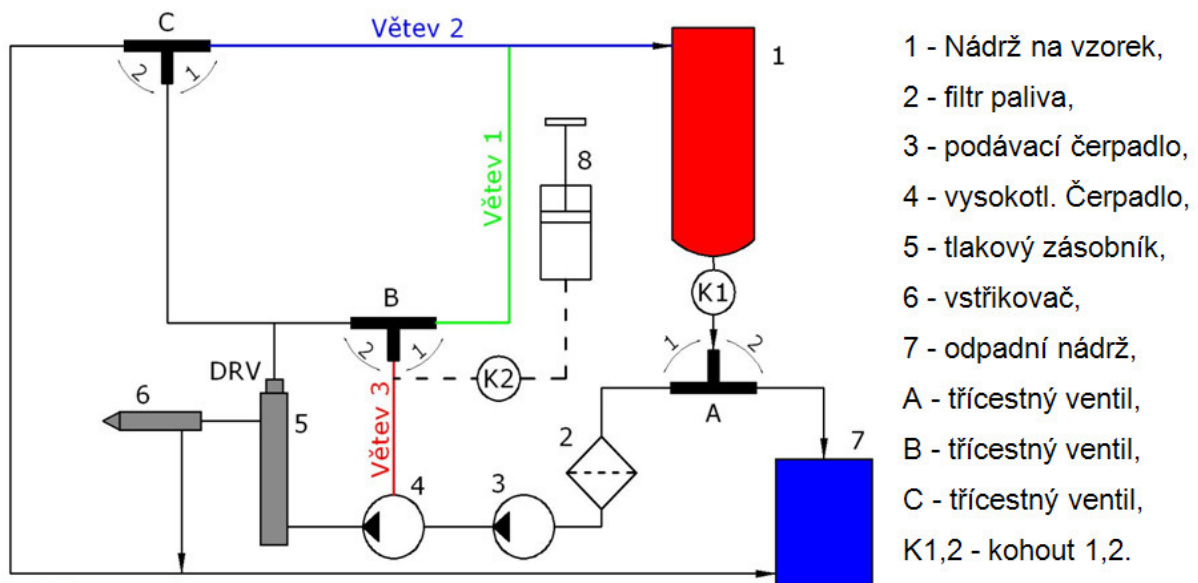 C
Větev 2
1
2
1
8
Větev 1
K1
B
2
1
1
2
DRV
K2
A
6
5
Větev 3
2
7
4
3
1 - Nádrž na vzorek,
2 - filtr paliva,
3 - podávací čerpadlo,
4 - vysokotl. Čerpadlo,
5 - tlakový zásobník,
6 - vstřikovač,
7 - odpadní nádrž,
A - třícestný ventil,
B - třícestný ventil,
C - třícestný ventil,
K1,2 - kohout 1,2.